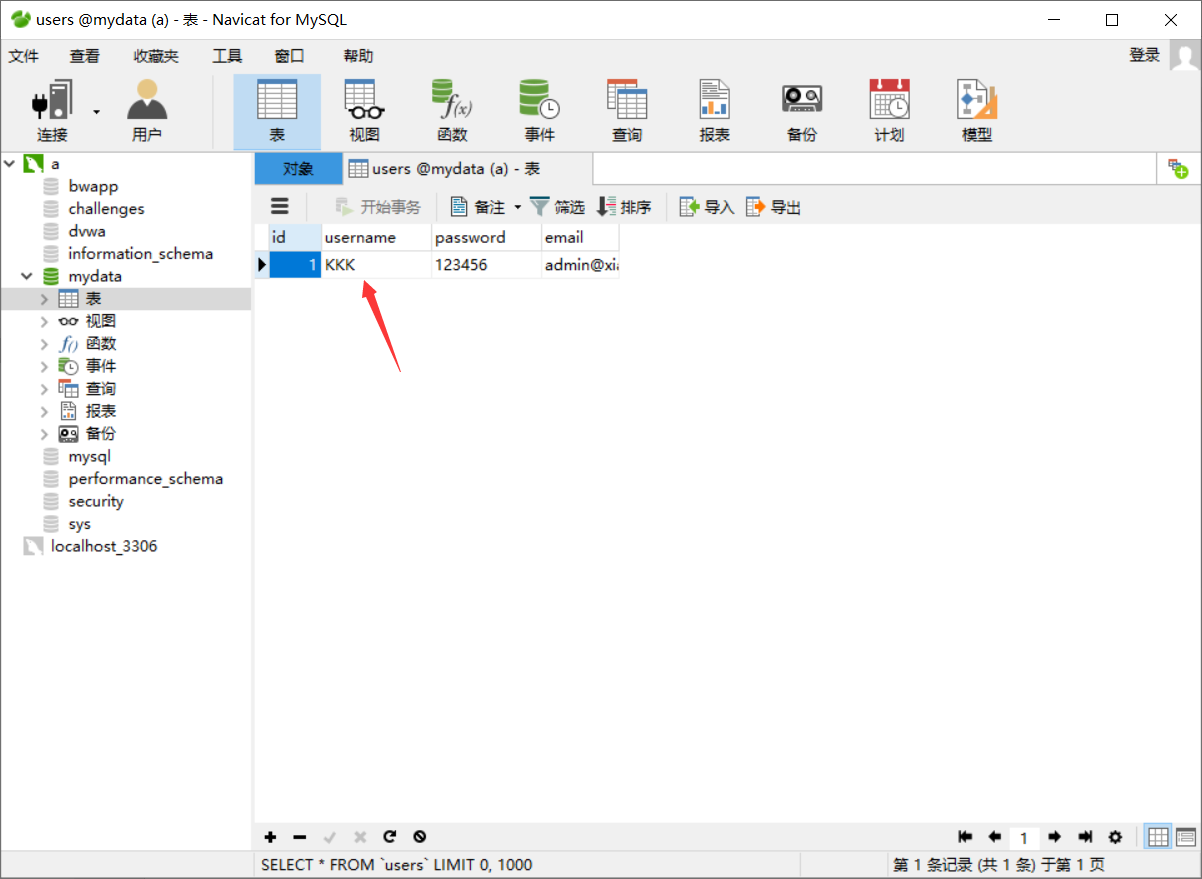 users @mydata (a) - 表 - Navicat for MySQL
文件 查看 收藏夹 工具 窗口 帮助 登录
连接 用户 表 视图 函数 事件 查询 报表 备份 计划 模型
a
bwapp
challenges
dvwa
information_schema
mydata
表
视图
函数
事件
查询
报表
备份
mysql
performance_schema
security
sys
localhost_3306
对象 users @mydata (a) - 表
开始事务 备注 筛选 排序 导入 导出
id username password email
1 KKK 123456 admin@xia
1
SELECT * FROM `users` LIMIT 0, 1000 第 1 条记录 (共 1 条) 于第 1 页